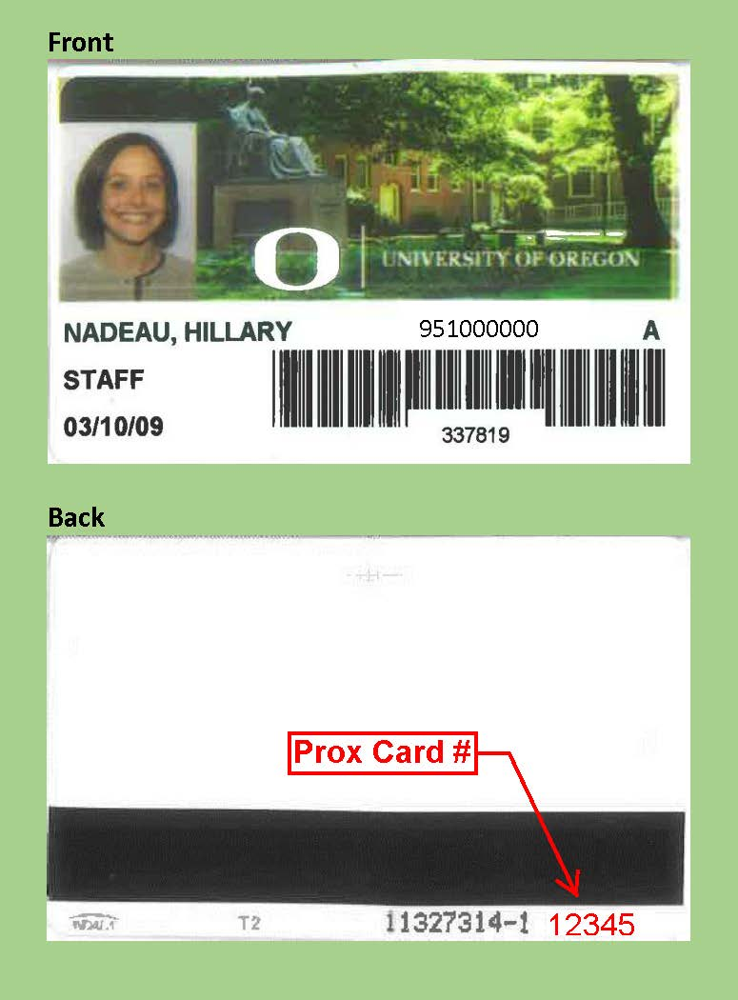 Front
O UNIVERSITY OF OREGON
NADEAU, HILLARY 951000000 A
STAFF
03/10/09
337819
Back
Prox Card #
INDALA T2 11327314-1 12345